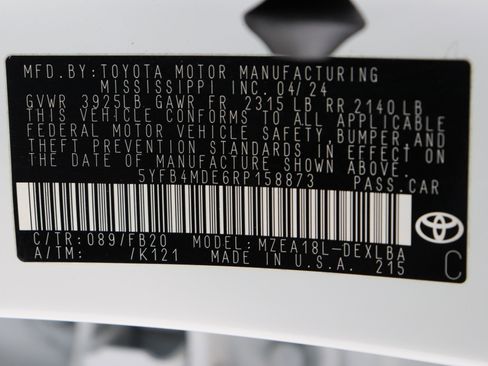 MFD. BY: TOYOTA MOTOR MANUFACTURING
MISSISSIPPI INC. 04/24
GVWR 3925LB GAWR FR 2315 LB RR 2140 LB
THIS VEHICLE CONFORMS TO ALL APPLICABLE
FEDERAL MOTOR VEHICLE SAFETY, BUMPER, AND
THEFT PREVENTION STANDARDS IN EFFECT ON
THE DATE OF MANUFACTURE SHOWN ABOVE.
5YFB4MDE6RP158873 PASS. CAR
C/TR: 089/FB20 MODEL: MZEA18L-DEXLBA
A/TM: /K121 MADE IN U.S.A. 215
TOYOTA
C